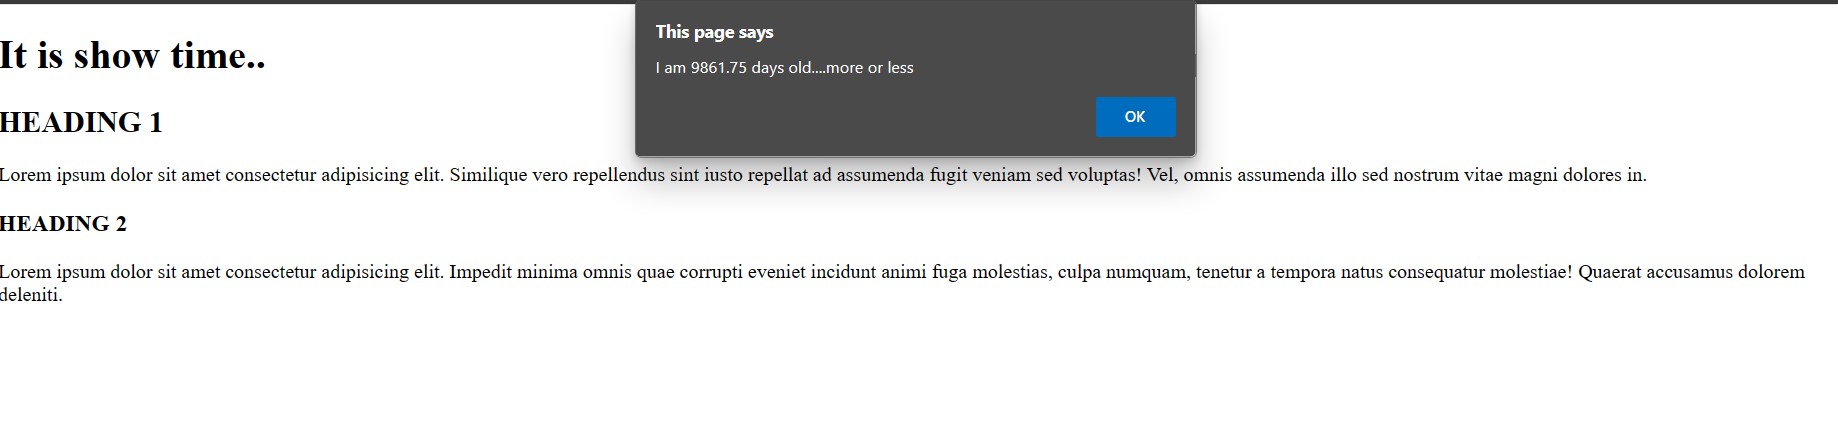 This page says
I am 9861.75 days old....more or less
OK
It is show time..
HEADING 1
Lorem ipsum dolor sit amet consectetur adipisicing elit. Similique vero repellendus sint iusto repellat ad assumenda fugit veniam sed voluptas! Vel, omnis assumenda illo sed nostrum vitae magni dolores in.
HEADING 2
Lorem ipsum dolor sit amet consectetur adipisicing elit. Impedit minima omnis quae corrupti eveniet incidunt animi fuga molestias, culpa numquam, tenetur a tempora natus consequatur molestiae! Quaerat accusamus dolorem
deleniti.